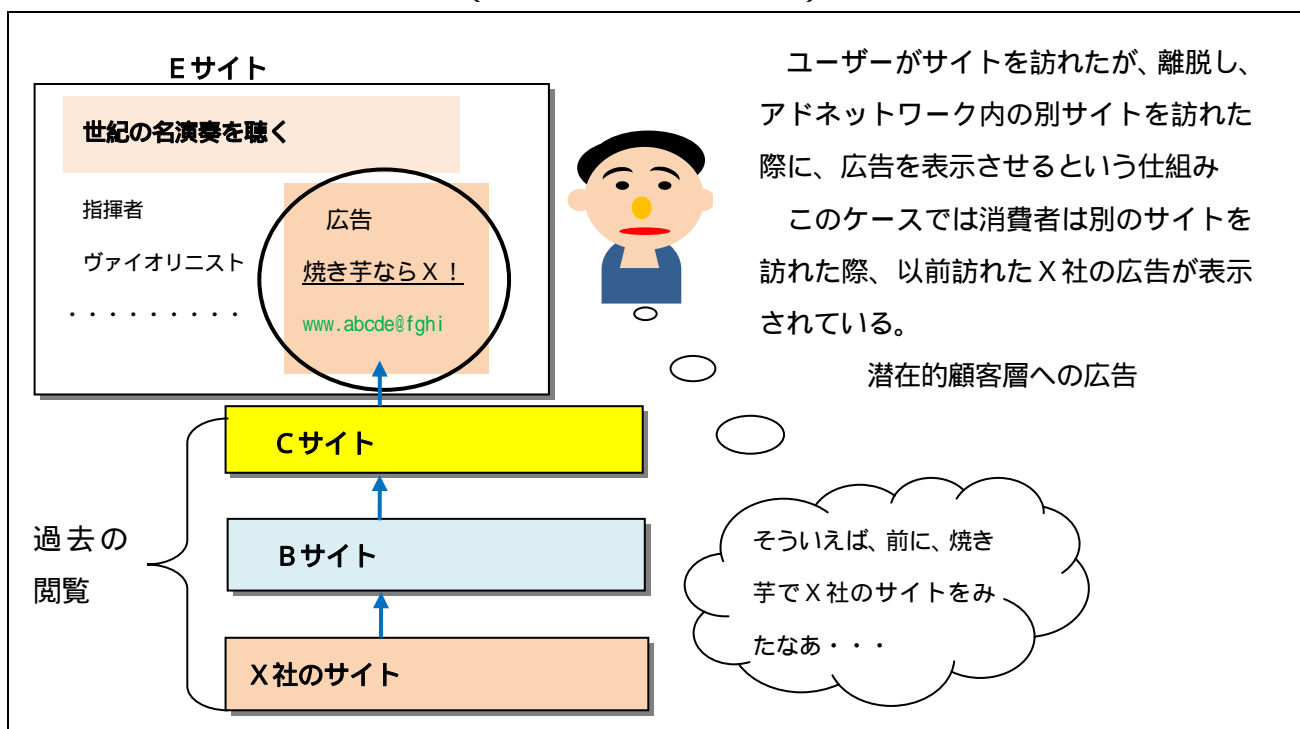 Eサイト
世紀の名演奏を聴く
指揮者
ヴァイオリニスト
・・・・・・・・・
広告
焼き芋ならX！
www.abcde@fghi
Cサイト
Bサイト
X社のサイト
過去の
閲覧
ユーザーがサイトを訪れたが、離脱し、
アドネットワーク内の別サイトを訪れた
際に、広告を表示させるという仕組み
このケースでは消費者は別のサイトを
訪れた際、以前訪れたX社の広告が表示
されている。
潜在的顧客層への広告
そういえば、前に、焼き
芋でX社のサイトをみ
たなあ・・・